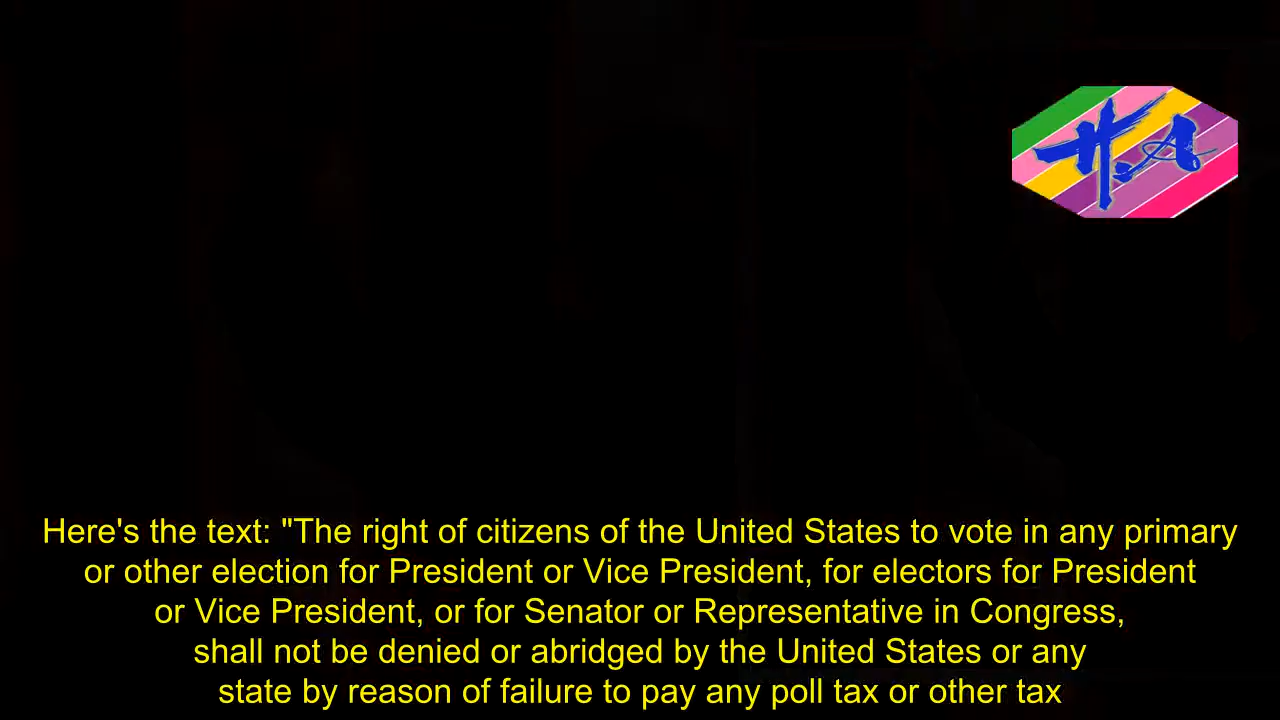 Here's the text: "The right of citizens of the United States to vote in any primary
or other election for President or Vice President, for electors for President
or Vice President, or for Senator or Representative in Congress,
shall not be denied or abridged by the United States or any
state by reason of failure to pay any poll tax or other tax